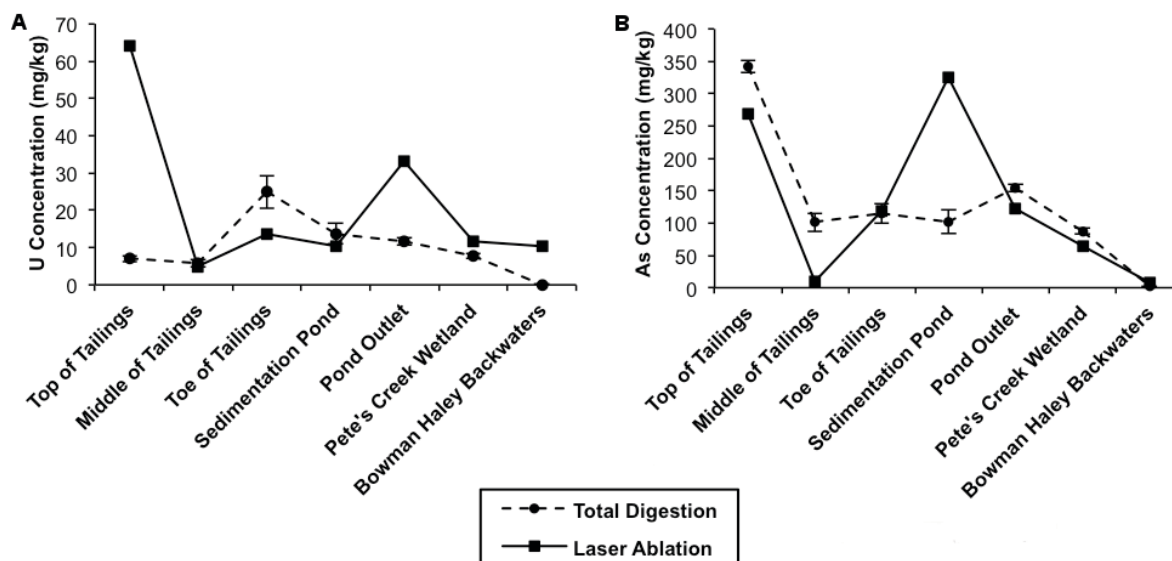 A
U Concentration (mg/kg)
70
60
50
40
30
20
10
0
Top of Tailings
Middle of Tailings
Toe of Tailings
Sedimentation Pond
Pond Outlet
Pete's Creek Wetland
Bowman Haley Backwaters
B
As Concentration (mg/kg)
400
350
300
250
200
150
100
50
0
Top of Tailings
Middle of Tailings
Toe of Tailings
Sedimentation Pond
Pond Outlet
Pete's Creek Wetland
Bowman Haley Backwaters
Total Digestion
Laser Ablation